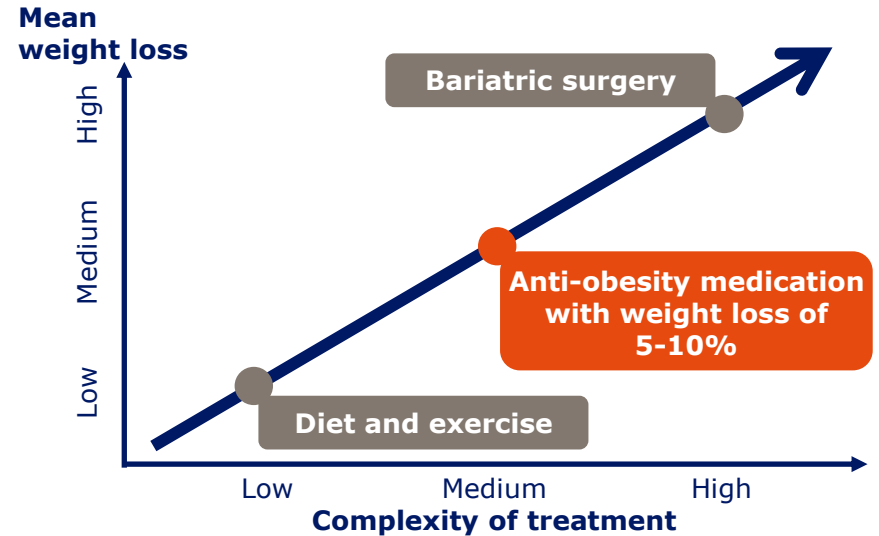 Mean
weight loss
High
Bariatric surgery
Medium
Anti-obesity medication
with weight loss of
5-10%
Low
Diet and exercise
Low
Medium
High
Complexity of treatment